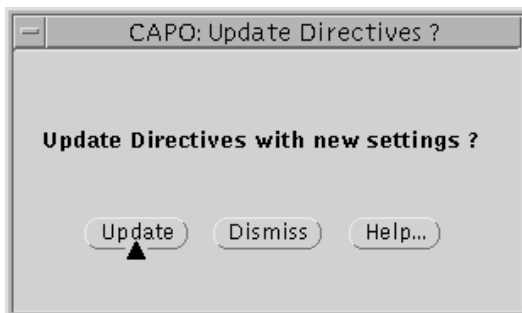 CAPO: Update Directives ?
Update Directives with new settings ?
Update Dismiss Help...